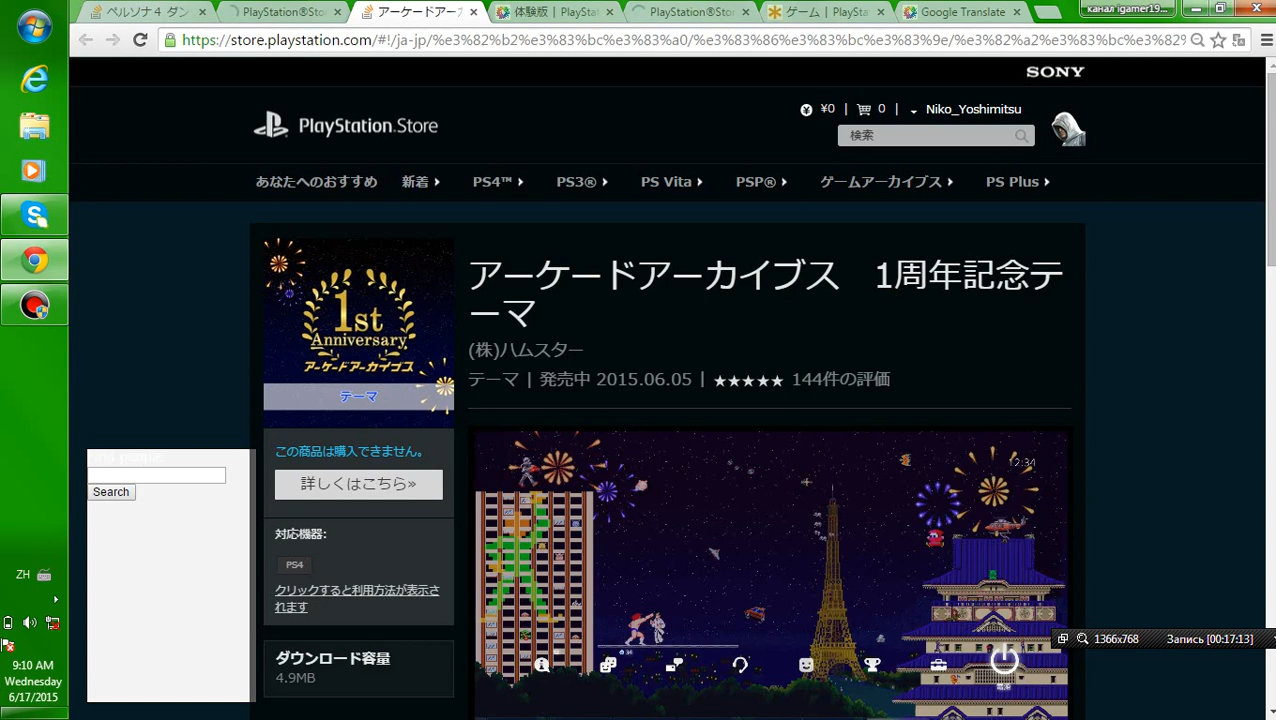 ペルソナ４ ダン
PlayStation®Sto
アーケードアー
体験版 | PlaySta
PlayStation®Sto
ゲーム | PlaySta
Google Translate
канал igamer19...
https://store.playstation.com/#!/ja-jp/%e3%82%b2%e3%83%bc%e3%83%a0/%e3%83%86%e3%83%bc%e3%83%9e/%e3%82%a2%e3%83%bc%e3%82%
SONY
PlayStation.Store
¥0 | 0 | Niko_Yoshimitsu
検索
あなたへのおすすめ 新着 PS4™ PS3® PS Vita PSP® ゲームアーカイブス PS Plus
1st
Anniversary
アーケードアーカイブス
テーマ
アーケードアーカイブス　1周年記念テ
ーマ
(株)ハムスター
テーマ | 発売中 2015.06.05 | ★★★★★ 144件の評価
この商品は購入できません。
詳しくはこちら»
対応機器:
PS4
クリックすると利用方法が表示さ
れます
ダウンロード容量
4.9MB
12:34
Search
ZH
9:10 AM
Wednesday
6/17/2015
1366x768 Запись [00:17:13]